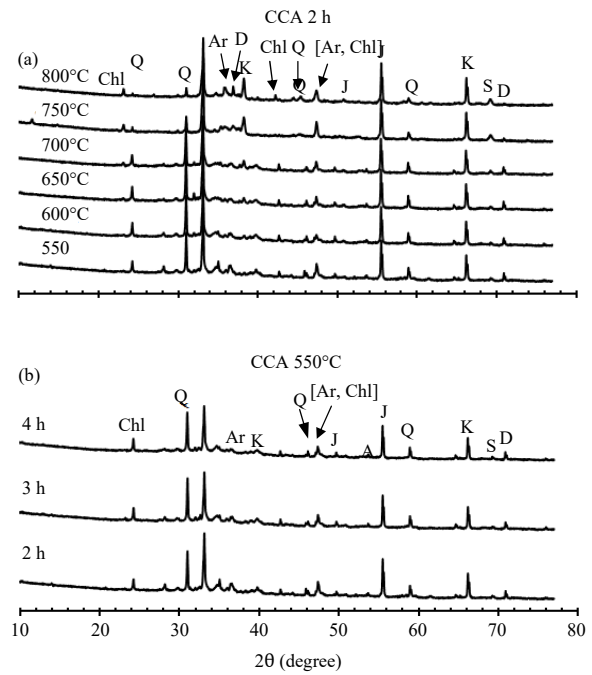 CCA 2 h
(a)
Ar D
Chl Q [Ar, Chl]
J
Q
800°C
Chl
Q
K
Q
J
Q
K
S D
750°C
700°C
650°C
600°C
550
CCA 550°C
(b)
Q
Q
[Ar, Chl]
4 h
Chl
Ar K
J
A
J
Q
K
S D
3 h
2 h
10 20 30 40 50 60 70 80
2θ (degree)